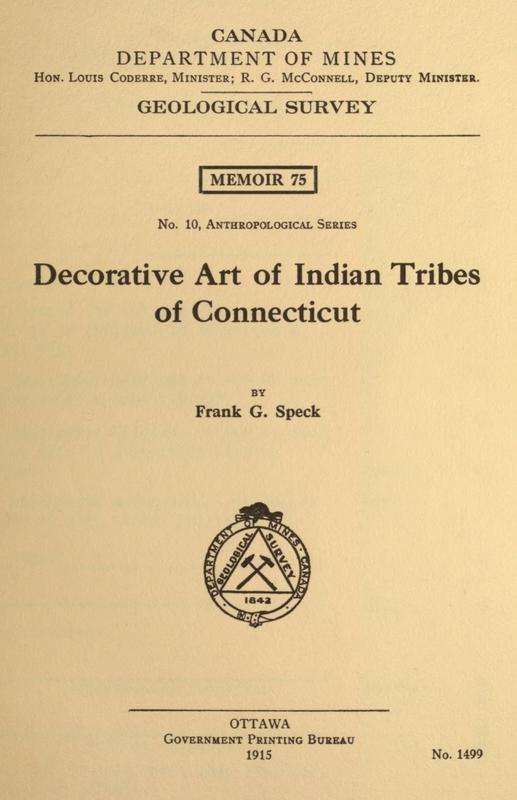 CANADA
DEPARTMENT OF MINES
Hon. Louis Coderre, Minister; R. G. McConnell, Deputy Minister.
GEOLOGICAL SURVEY
MEMOIR 75
No. 10, Anthropological Series
Decorative Art of Indian Tribes
of Connecticut
BY
Frank G. Speck
DEPARTMENT OF MINES · CANADA
GEOLOGICAL SURVEY
1842
OTTAWA
Government Printing Bureau
1915
No. 1499